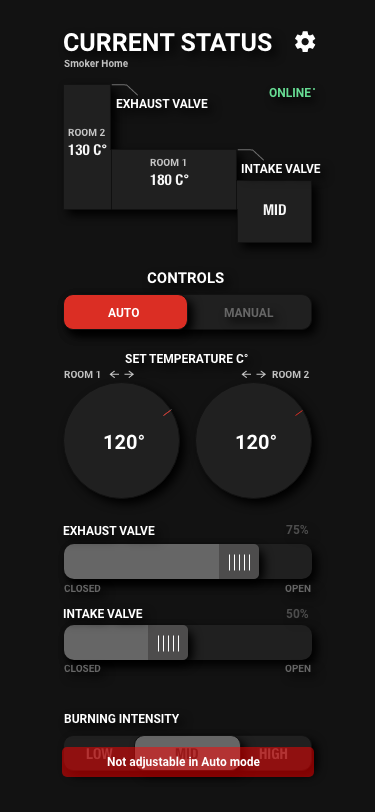 CURRENT STATUS
Smoker Home
ONLINE
EXHAUST VALVE
ROOM 2
130 C°
ROOM 1
180 C°
INTAKE VALVE
MID
CONTROLS
AUTO MANUAL
SET TEMPERATURE C°
ROOM 1 ← → ← → ROOM 2
120° 120°
EXHAUST VALVE 75%
CLOSED OPEN
INTAKE VALVE 50%
CLOSED OPEN
BURNING INTENSITY
LOW MID HIGH
Not adjustable in Auto mode